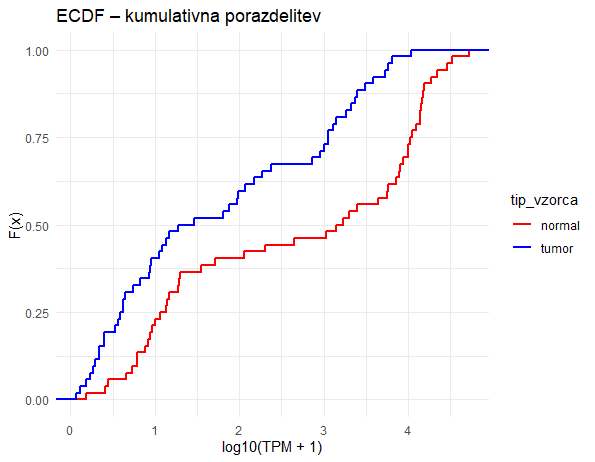 ECDF – kumulativna porazdelitev
1.00
0.75
0.50
0.25
0.00
F(x)
0
1
2
3
4
log10(TPM + 1)
tip_vzorca
normal
tumor